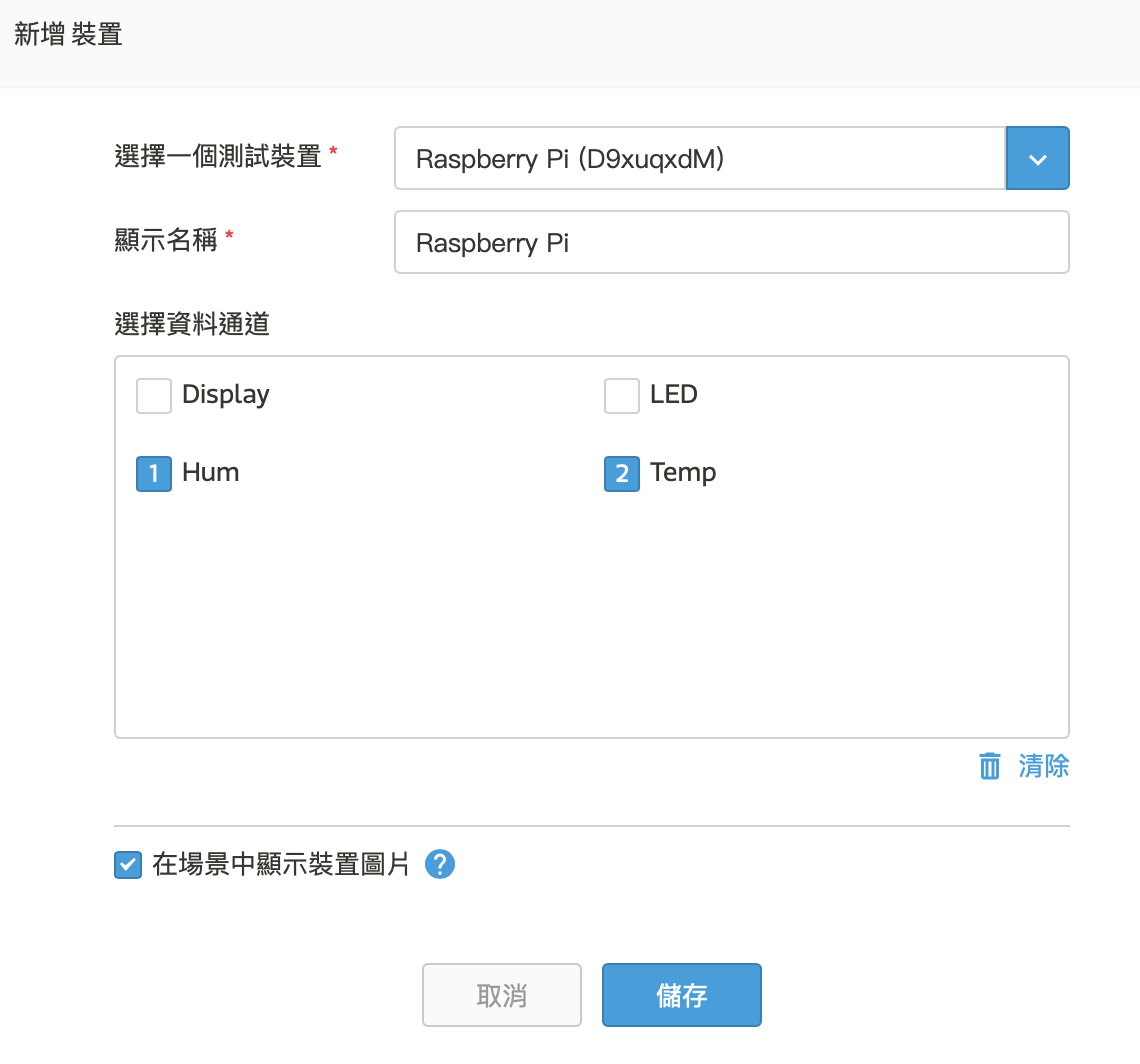 新增 裝置
選擇一個測試裝置 *
Raspberry Pi (D9xuqxdM)
顯示名稱 *
Raspberry Pi
選擇資料通道
Display
LED
1 Hum
2 Temp
清除
在場景中顯示裝置圖片 ?
取消
儲存